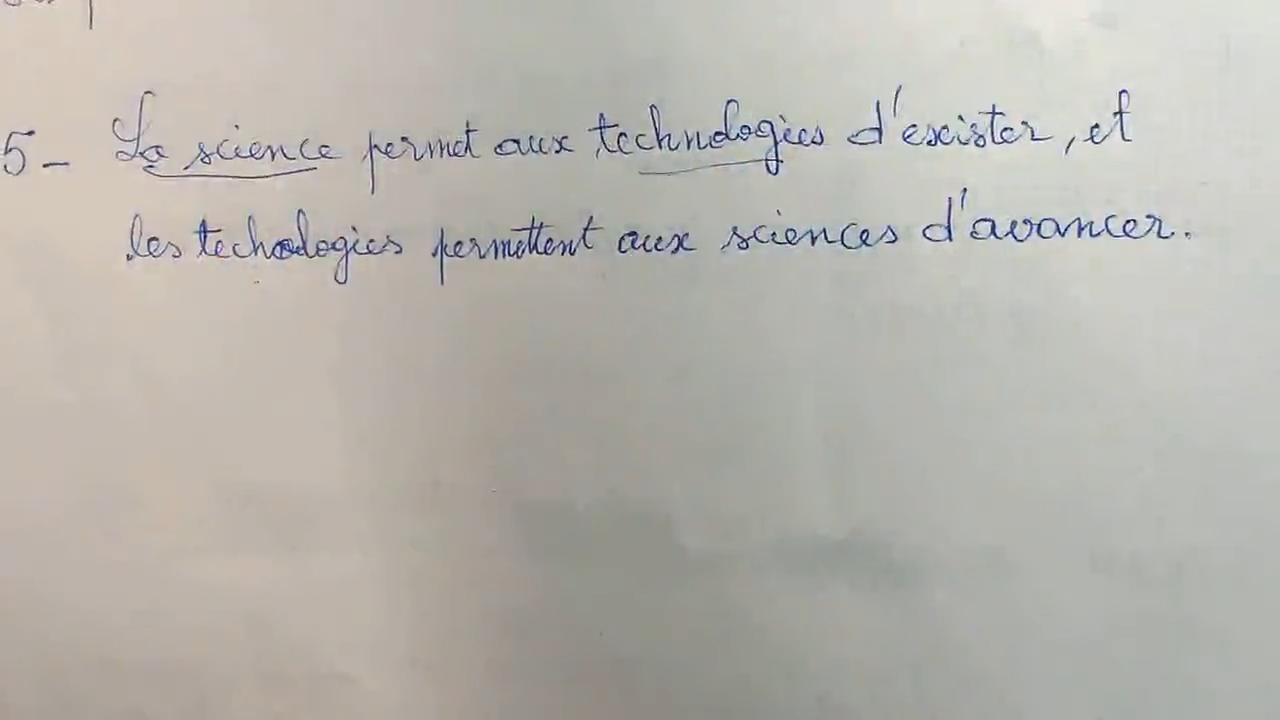 5- La science permet aux technologies d'exister, et
les technologies permettent aux sciences d'avancer.